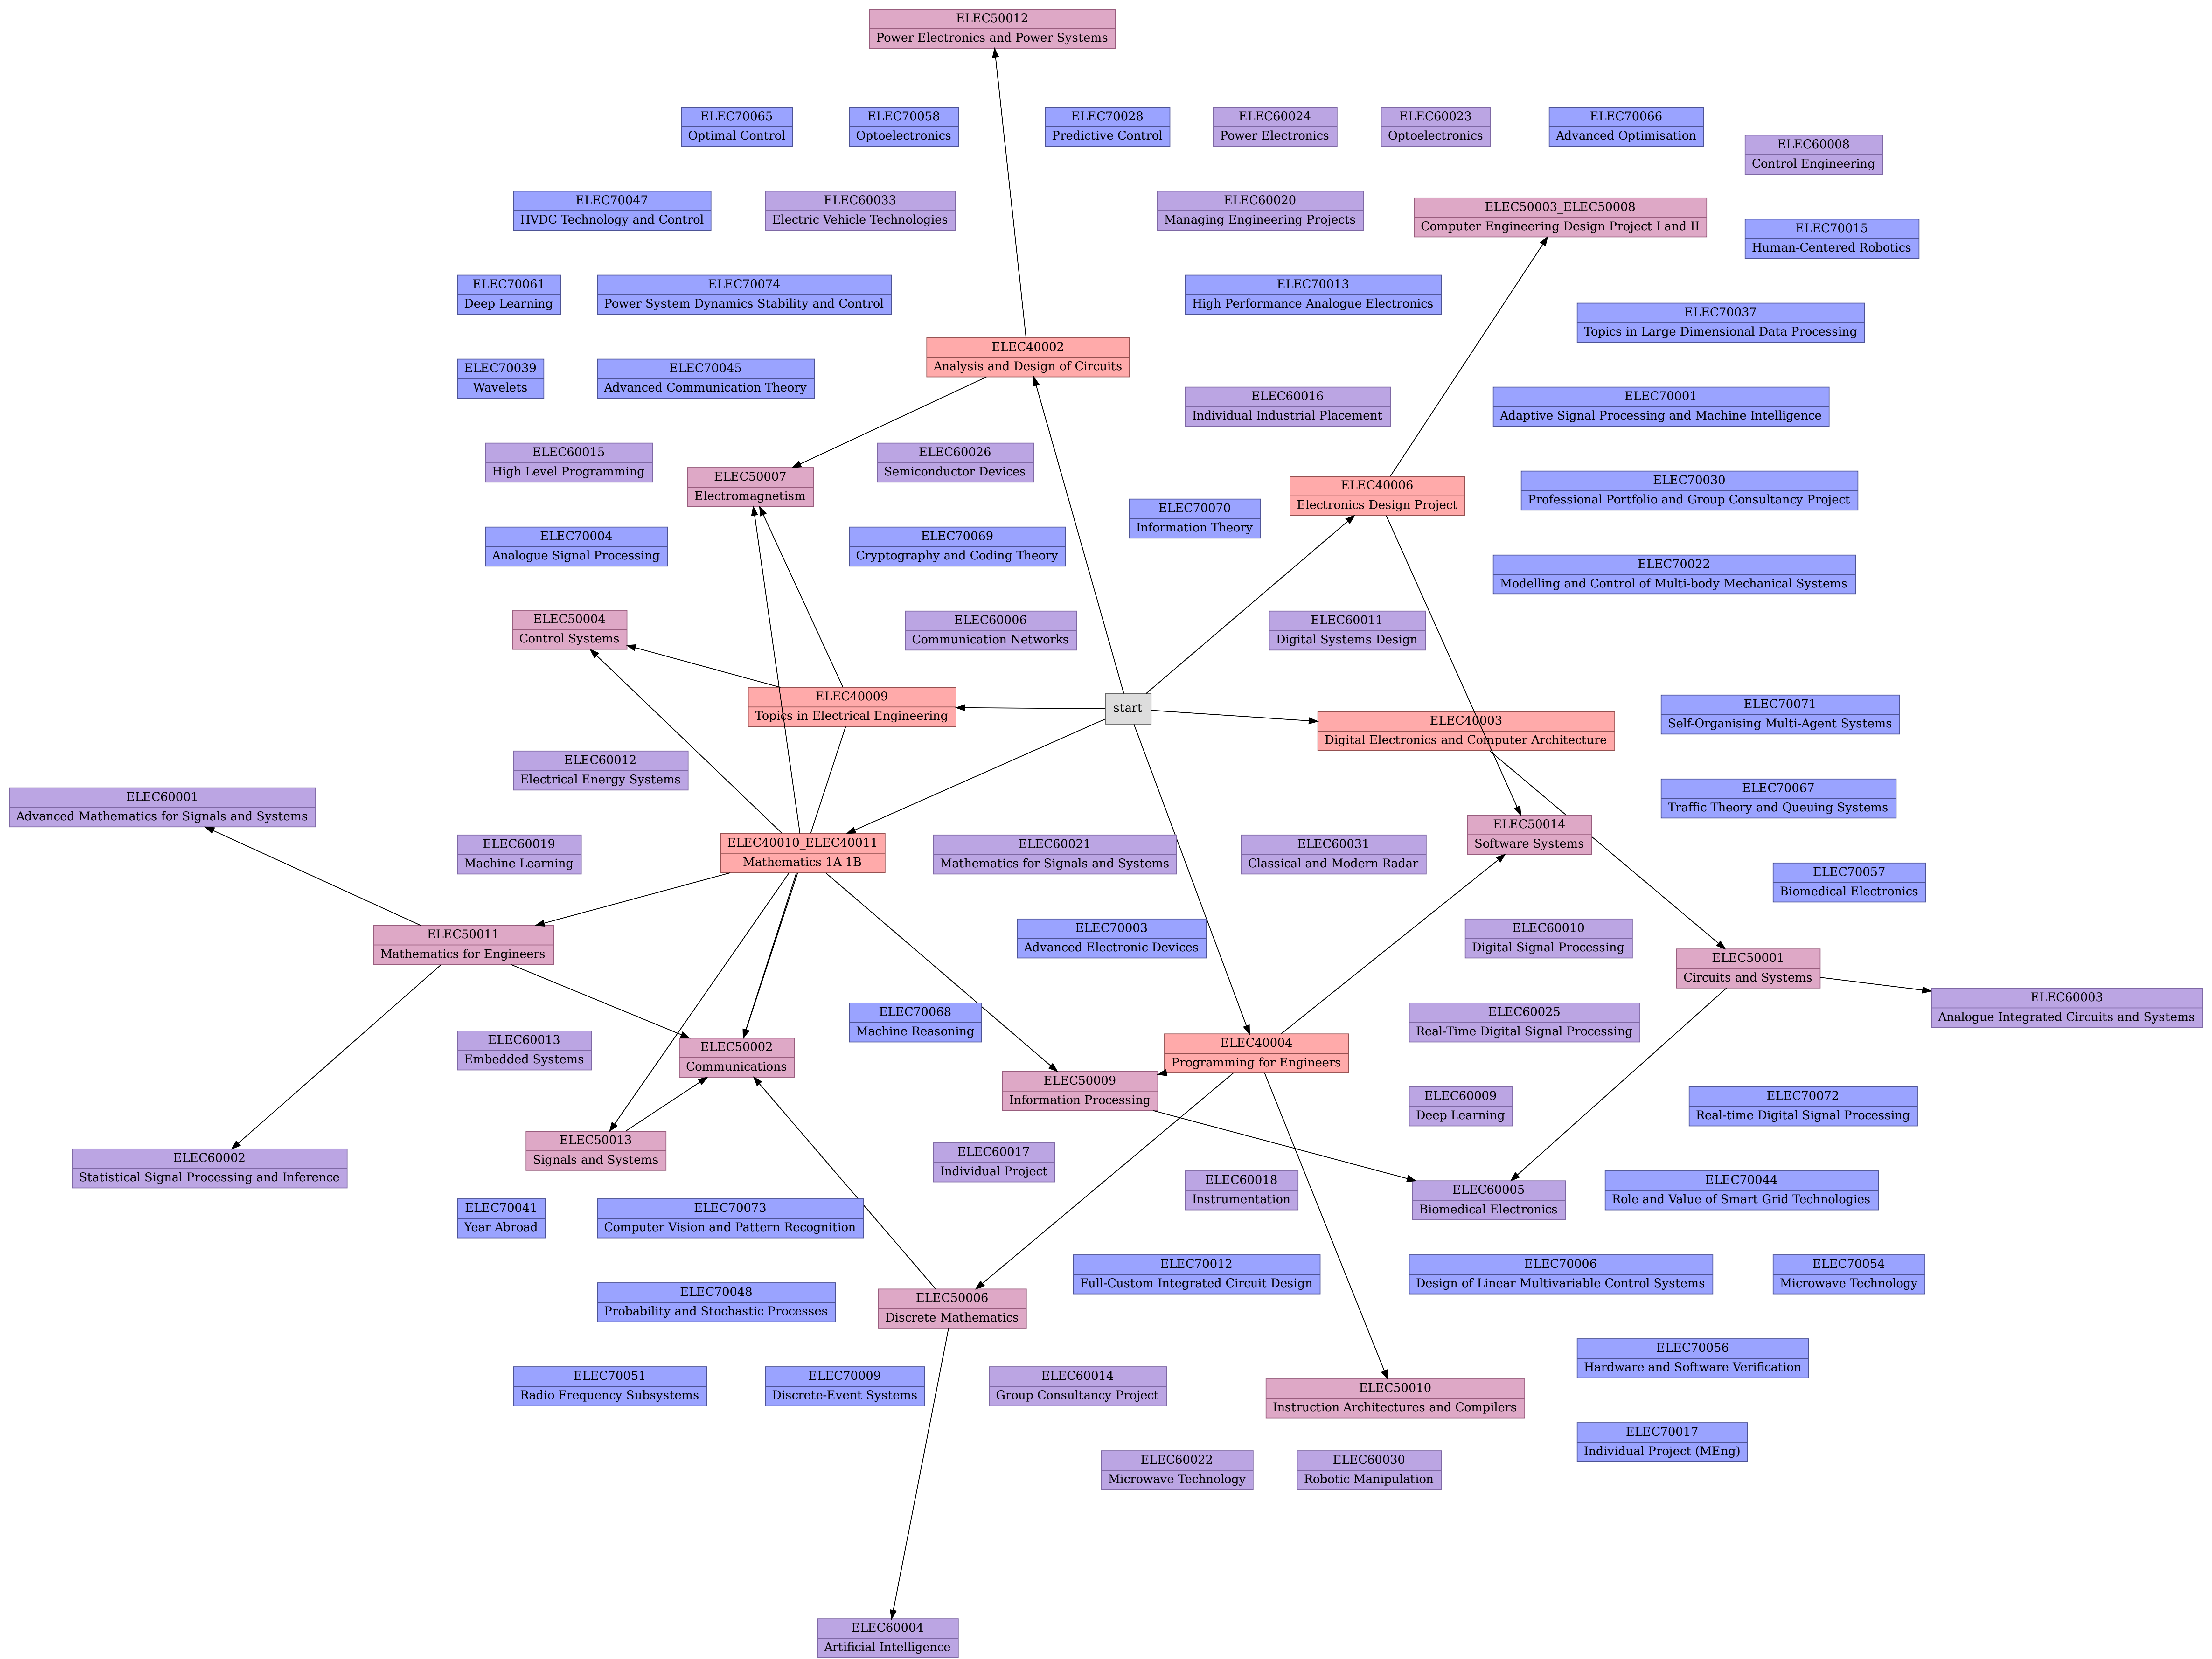 ELEC50012
Power Electronics and Power Systems
ELEC70065
Optimal Control
ELEC70058
Optoelectronics
ELEC70028
Predictive Control
ELEC60024
Power Electronics
ELEC60023
Optoelectronics
ELEC70066
Advanced Optimisation
ELEC60008
Control Engineering
ELEC70047
HVDC Technology and Control
ELEC60033
Electric Vehicle Technologies
ELEC60020
Managing Engineering Projects
ELEC50003_ELEC50008
Computer Engineering Design Project I and II
ELEC70015
Human-Centered Robotics
ELEC70061
Deep Learning
ELEC70074
Power System Dynamics Stability and Control
ELEC70013
High Performance Analogue Electronics
ELEC70037
Topics in Large Dimensional Data Processing
ELEC40002
Analysis and Design of Circuits
ELEC70039
Wavelets
ELEC70045
Advanced Communication Theory
ELEC60016
Individual Industrial Placement
ELEC70001
Adaptive Signal Processing and Machine Intelligence
ELEC60015
High Level Programming
ELEC50007
Electromagnetism
ELEC60026
Semiconductor Devices
ELEC40006
Electronics Design Project
ELEC70030
Professional Portfolio and Group Consultancy Project
ELEC70070
Information Theory
ELEC70004
Analogue Signal Processing
ELEC70069
Cryptography and Coding Theory
ELEC70022
Modelling and Control of Multi-body Mechanical Systems
ELEC50004
Control Systems
ELEC60006
Communication Networks
ELEC60011
Digital Systems Design
ELEC40009
Topics in Electrical Engineering
start
ELEC40003
Digital Electronics and Computer Architecture
ELEC70071
Self-Organising Multi-Agent Systems
ELEC60012
Electrical Energy Systems
ELEC70067
Traffic Theory and Queuing Systems
ELEC60001
Advanced Mathematics for Signals and Systems
ELEC60019
Machine Learning
ELEC40010_ELEC40011
Mathematics 1A 1B
ELEC60021
Mathematics for Signals and Systems
ELEC60031
Classical and Modern Radar
ELEC50014
Software Systems
ELEC70057
Biomedical Electronics
ELEC50011
Mathematics for Engineers
ELEC70003
Advanced Electronic Devices
ELEC60010
Digital Signal Processing
ELEC50001
Circuits and Systems
ELEC70068
Machine Reasoning
ELEC60025
Real-Time Digital Signal Processing
ELEC60003
Analogue Integrated Circuits and Systems
ELEC60013
Embedded Systems
ELEC50002
Communications
ELEC40004
Programming for Engineers
ELEC50009
Information Processing
ELEC60009
Deep Learning
ELEC70072
Real-time Digital Signal Processing
ELEC60002
Statistical Signal Processing and Inference
ELEC50013
Signals and Systems
ELEC60017
Individual Project
ELEC60018
Instrumentation
ELEC60005
Biomedical Electronics
ELEC70044
Role and Value of Smart Grid Technologies
ELEC70041
Year Abroad
ELEC70073
Computer Vision and Pattern Recognition
ELEC70012
Full-Custom Integrated Circuit Design
ELEC70006
Design of Linear Multivariable Control Systems
ELEC70054
Microwave Technology
ELEC70048
Probability and Stochastic Processes
ELEC50006
Discrete Mathematics
ELEC70056
Hardware and Software Verification
ELEC70051
Radio Frequency Subsystems
ELEC70009
Discrete-Event Systems
ELEC60014
Group Consultancy Project
ELEC50010
Instruction Architectures and Compilers
ELEC70017
Individual Project (MEng)
ELEC60022
Microwave Technology
ELEC60030
Robotic Manipulation
ELEC60004
Artificial Intelligence